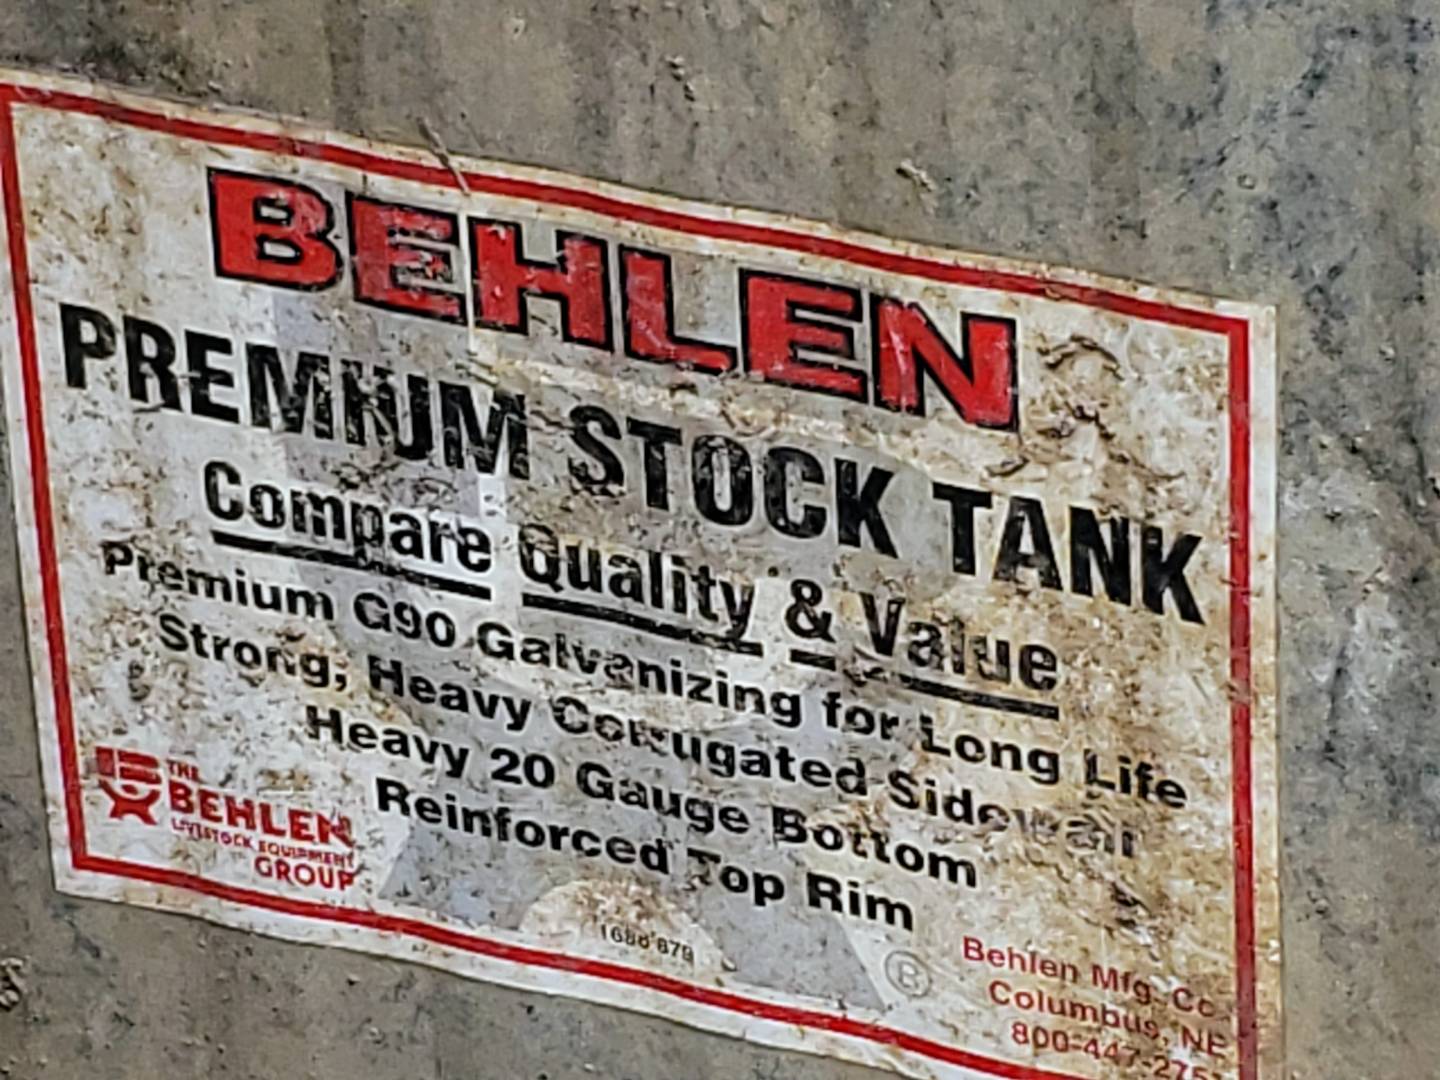 BEHLEN
PREMIUM STOCK TANK
Compare Quality & Value
Premium G90 Galvanizing for Long Life
Strong, Heavy Corrugated Sidewall
Heavy 20 Gauge Bottom
Reinforced Top Rim
THE
BEHLEN
LIVESTOCK EQUIPMENT
GROUP
B
Behlen Mfg. Co.
Columbus, NE